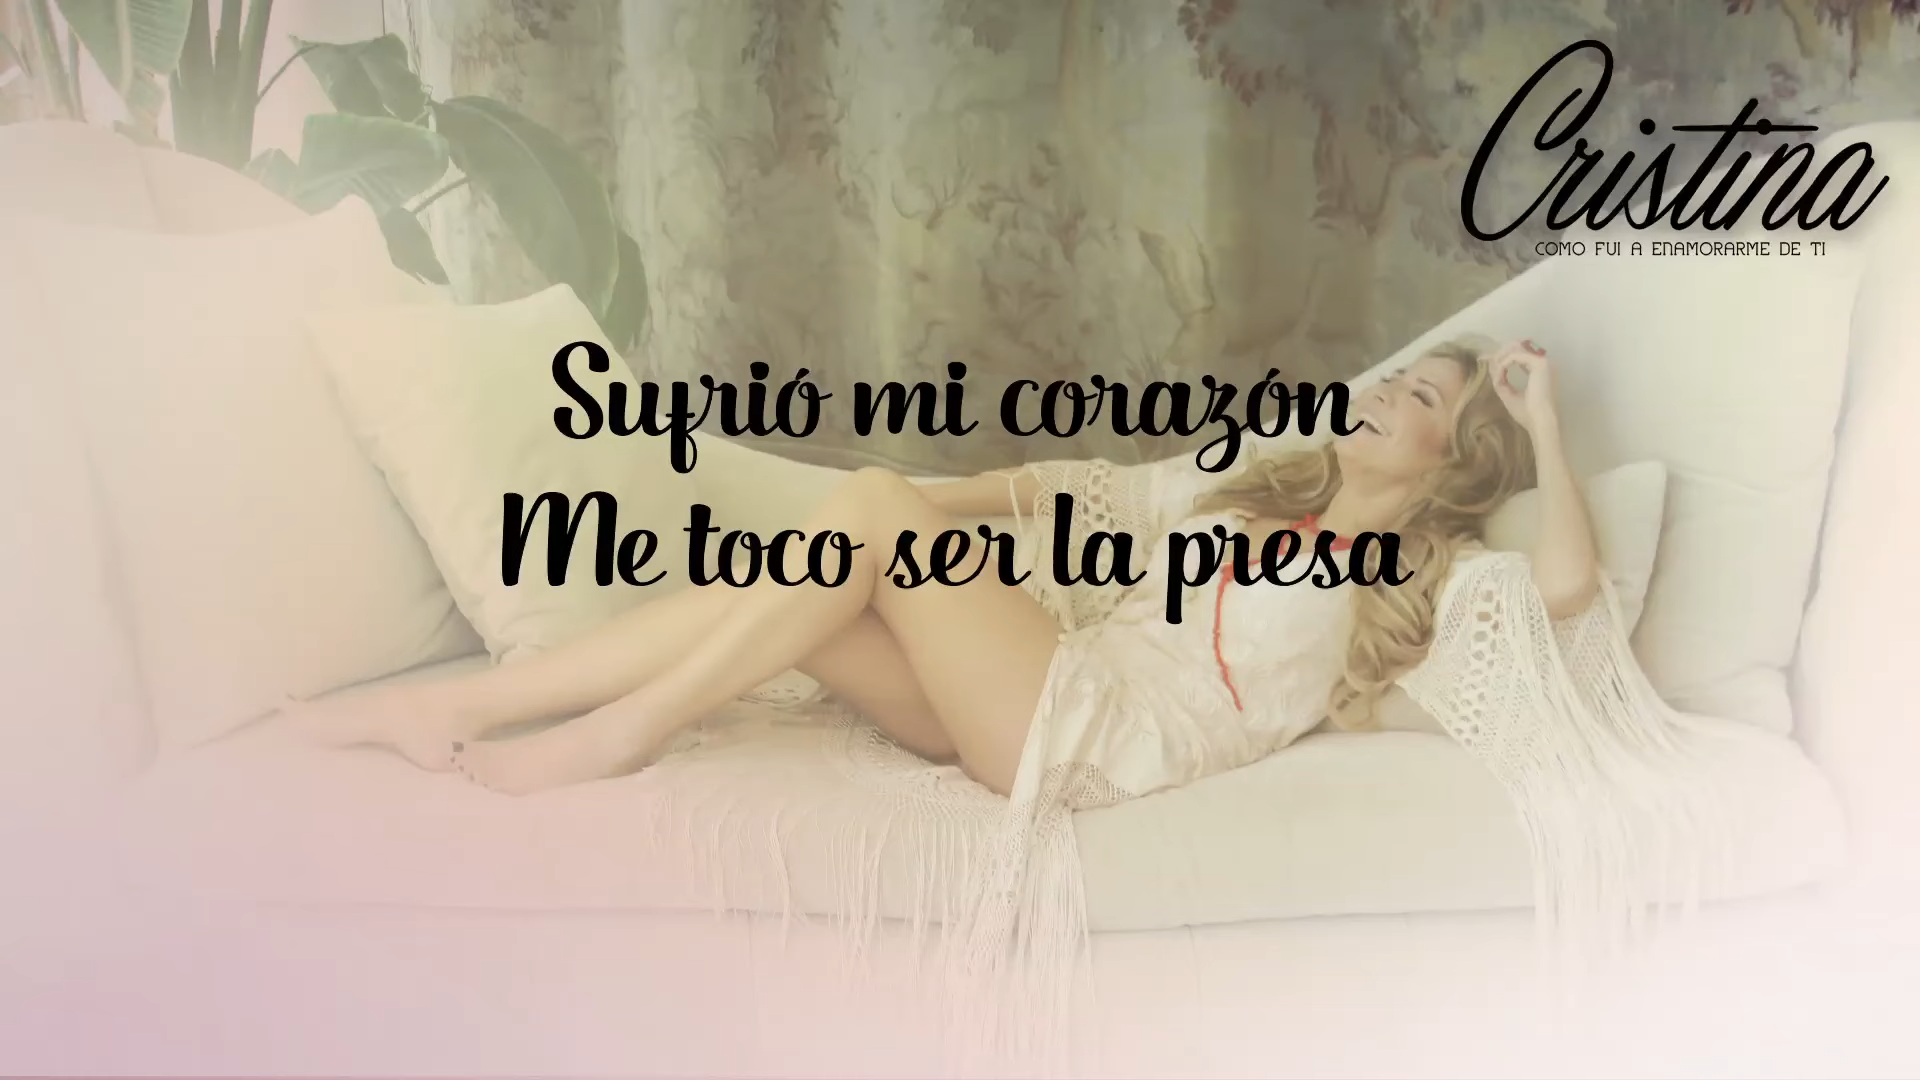 Cristina
COMO FUI A ENAMORARME DE TI
Sufrió mi corazón
Me toco ser la presa